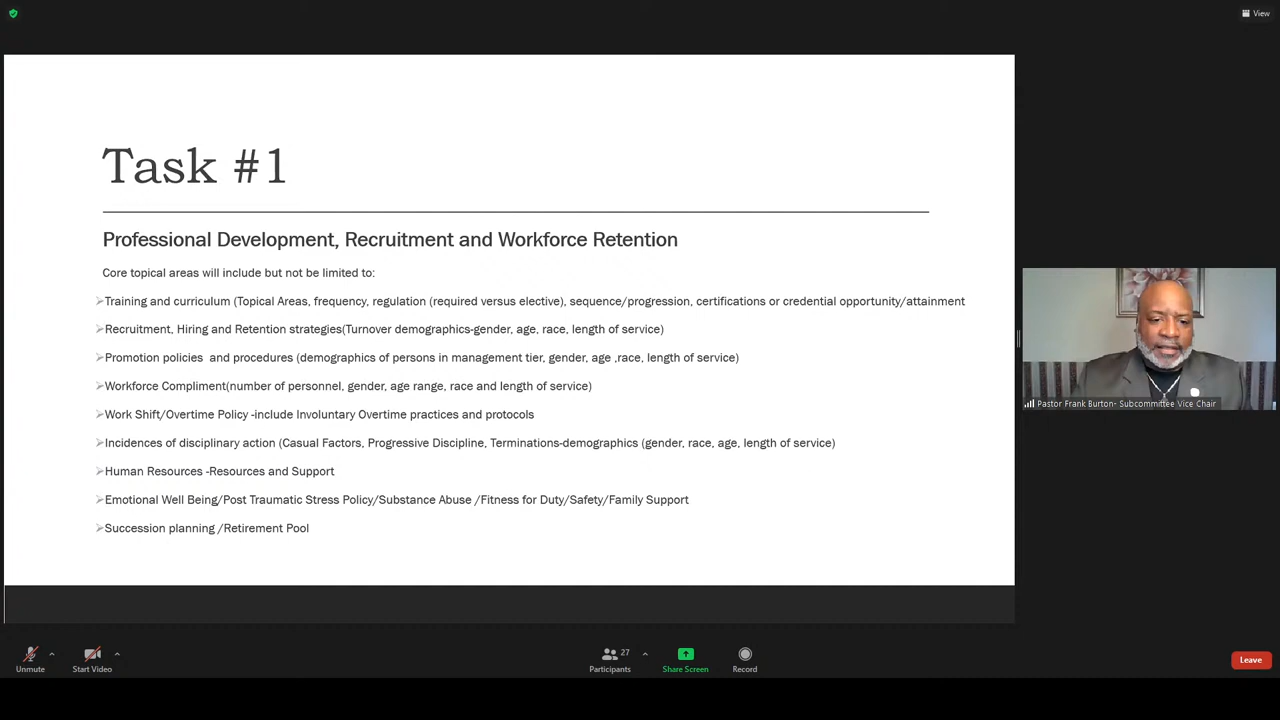 View
Task #1
Professional Development, Recruitment and Workforce Retention
Core topical areas will include but not be limited to:
Training and curriculum (Topical Areas, frequency, regulation (required versus elective), sequence/progression, certifications or credential opportunity/attainment
Recruitment, Hiring and Retention strategies(Turnover demographics-gender, age, race, length of service)
Promotion policies and procedures (demographics of persons in management tier, gender, age ,race, length of service)
Workforce Compliment(number of personnel, gender, age range, race and length of service)
Work Shift/Overtime Policy -include Involuntary Overtime practices and protocols
Incidences of disciplinary action (Casual Factors, Progressive Discipline, Terminations-demographics (gender, race, age, length of service)
Human Resources -Resources and Support
Emotional Well Being/Post Traumatic Stress Policy/Substance Abuse /Fitness for Duty/Safety/Family Support
Succession planning /Retirement Pool
Pastor Frank Burton- Subcommittee Vice Chair
Unmute
Start Video
Participants
27
Share Screen
Record
Leave